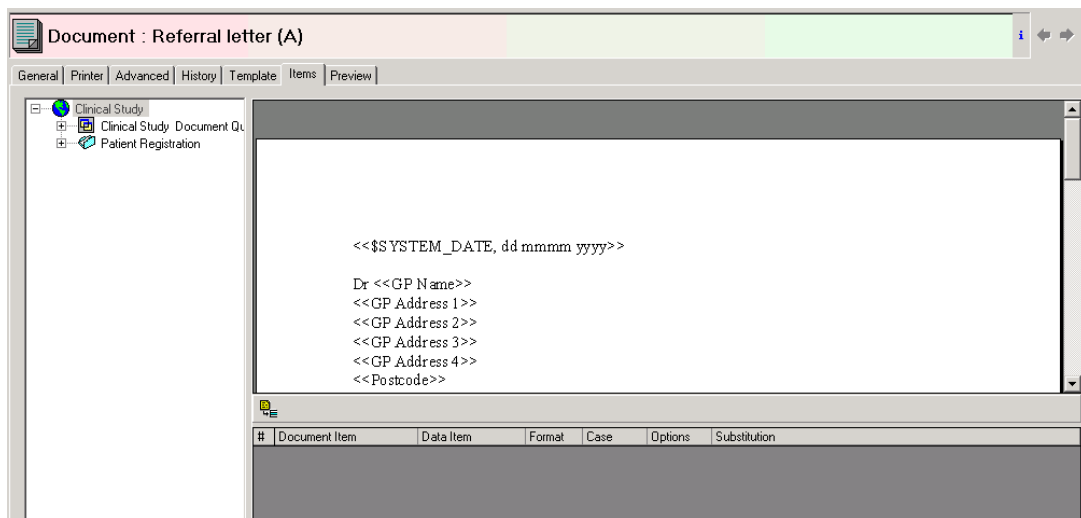 Document : Referral letter (A)
i
General Printer Advanced History Template Items Preview
Clinical Study
Clinical Study Document Qu
Patient Registration
<<$SYSTEM_DATE, dd mmmm yyyy>>
Dr <<GP Name>>
<<GP Address 1>>
<<GP Address 2>>
<<GP Address 3>>
<<GP Address 4>>
<<Postcode>>
# Document Item Data Item Format Case Options Substitution